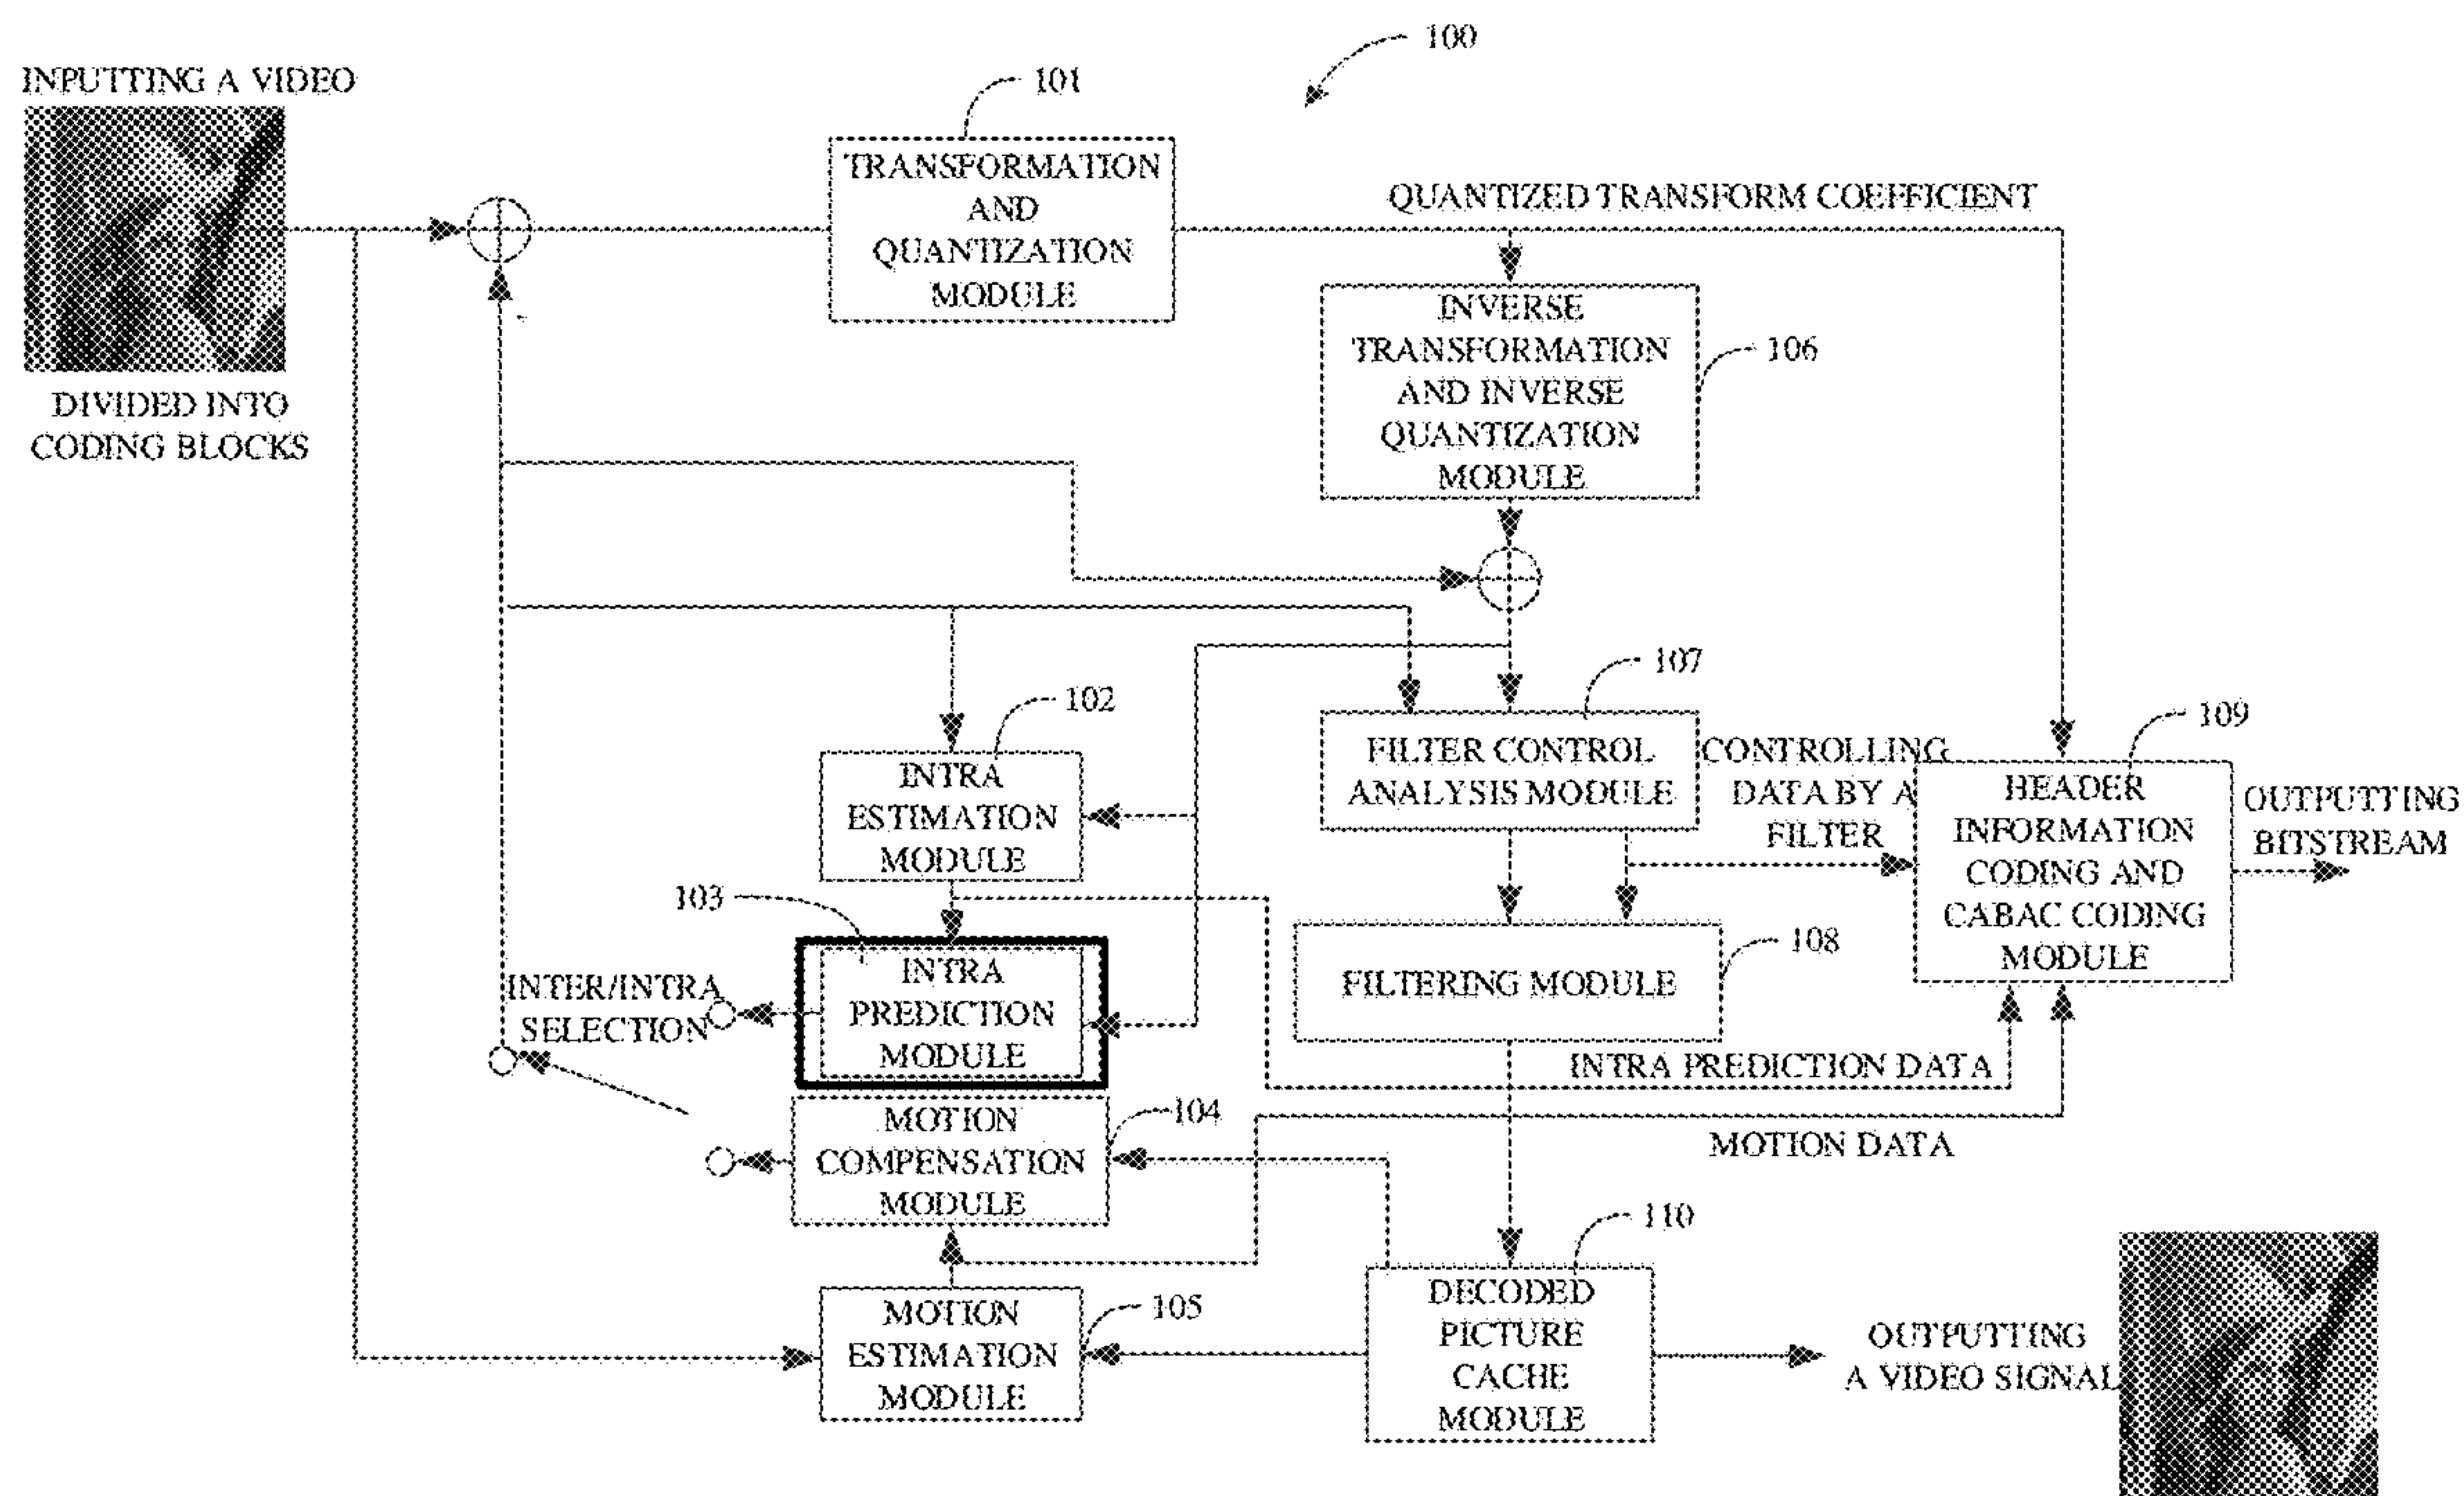 100
INPUTTING A VIDEO
101
TRANSFORMATION
AND
QUANTIZATION
MODULE
QUANTIZED TRANSFORM COEFFICIENT
INVERSE
TRANSFORMATION
AND INVERSE
QUANTIZATION
MODULE
106
DIVIDED INTO
CODING BLOCKS
107
102
109
FILTER CONTROL
ANALYSIS MODULE
CONTROLLING
DATA BY A
FILTER
INTRA
ESTIMATION
MODULE
HEADER
INFORMATION
CODING AND
CABAC CODING
MODULE
OUTPUTTING
BITSTREAM
103
108
INTER/INTRA
SELECTION
INTRA
PREDICTION
MODULE
FILTERING MODULE
INTRA PREDICTION DATA
104
MOTION
COMPENSATION
MODULE
MOTION DATA
110
105
MOTION
ESTIMATION
MODULE
DECODED
PICTURE
CACHE
MODULE
OUTPUTTING
A VIDEO SIGNAL